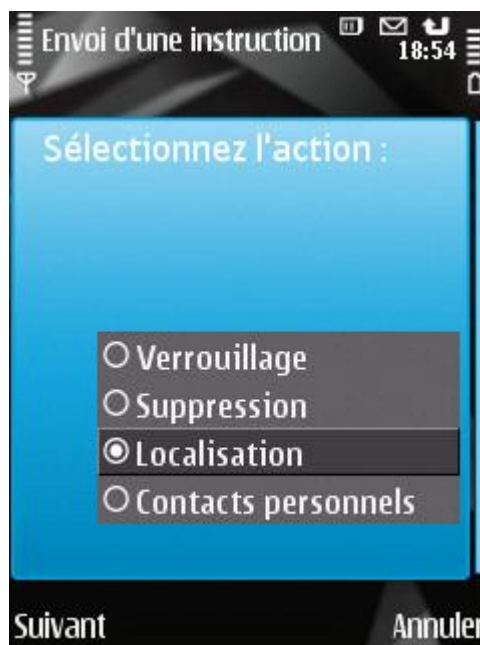 Envoi d'une instruction
18:54
Sélectionnez l'action :
Verrouillage
Suppression
Localisation
Contacts personnels
Suivant Annuler